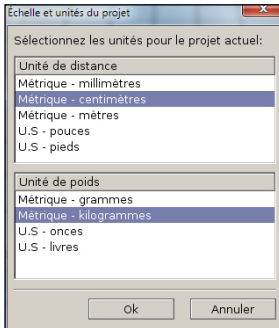 Échelle et unités du projet
Sélectionnez les unités pour le projet actuel:
Unité de distance
Métrique - millimètres
Métrique - centimètres
Métrique - mètres
U.S - pouces
U.S - pieds
Unité de poids
Métrique - grammes
Métrique - kilogrammes
U.S - onces
U.S - livres
Ok
Annuler